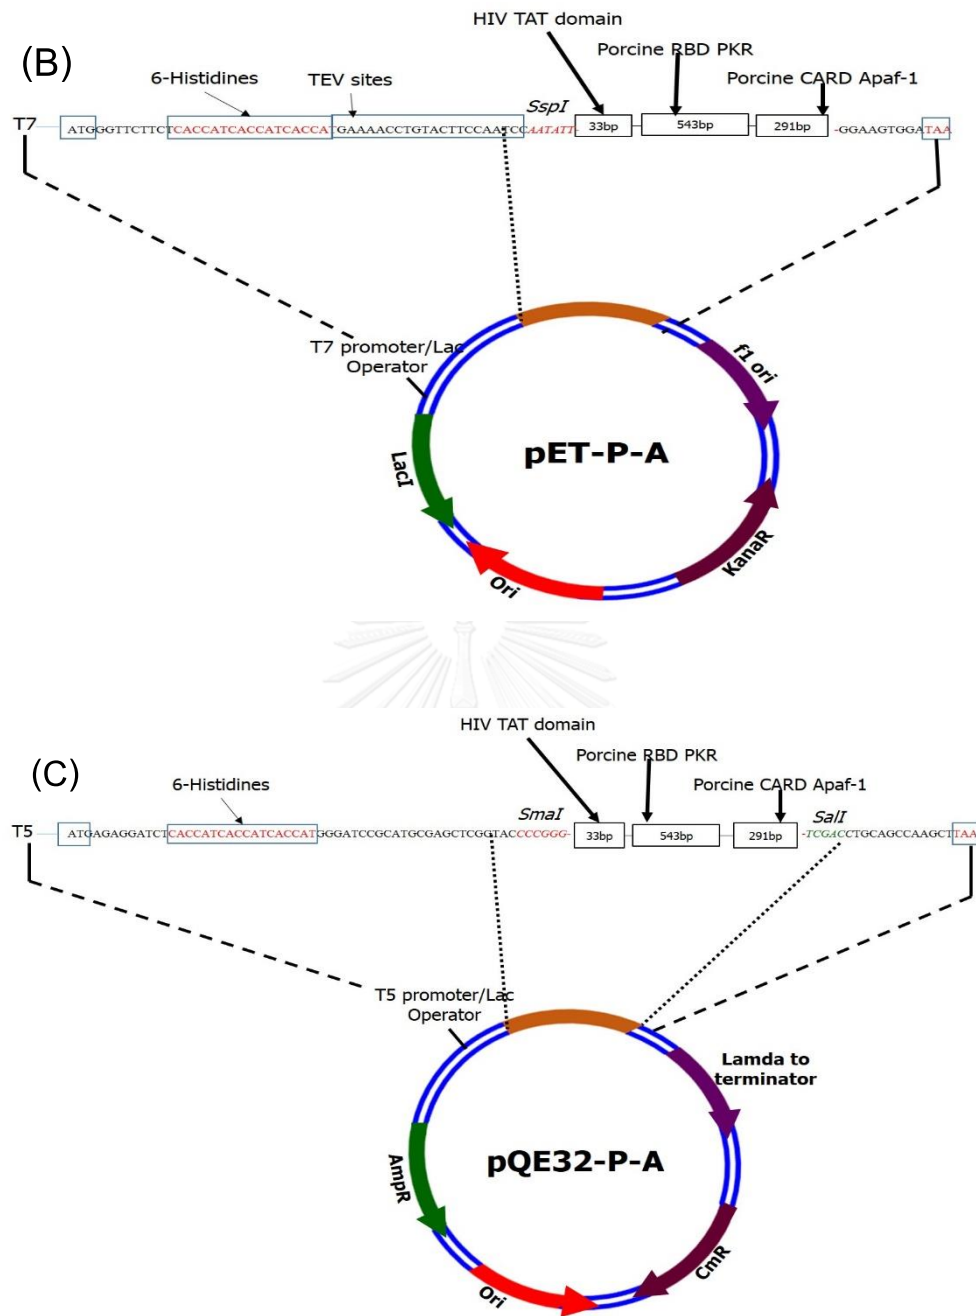 (B)
HIV TAT domain
Porcine RBD PKR
6-Histidines
TEV sites
Porcine CARD Apaf-1
SspI
T7 ATGGGTTCTTCTCACCATCACCATCACCATGAAAACCTGTACTTCCAATCCAATATT- 33bp 543bp 291bp -GGAAGTGGATAA
T7 promoter/Lac
Operator
f1 ori
LacI
pET-P-A
KanaR
Ori
HIV TAT domain
(C)
Porcine RBD PKR
6-Histidines
Porcine CARD Apaf-1
SmaI
SalI
T5 ATGAGAGGATCTCACCATCACCATCACCATGGGATCCGCATGCGAGCTCGGTACCCCGGG- 33bp 543bp 291bp -TCGACCTGCAGCCAAGCTTAA
T5 promoter/Lac
Operator
Lamda to
terminator
AmpR
pQE32-P-A
CmR
Ori